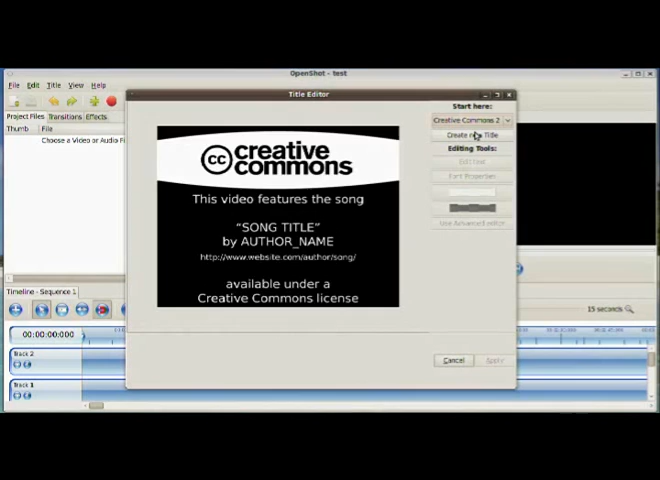 OpenShot - test
File Edit Title View Help
Project Files Transitions Effects
Thumb File
Choose a Video or Audio Fi
Title Editor
Start here:
Creative Commons 2
Create new Title
Editing Tools:
Edit Text
Font Properties
Use Advanced editor
cc creative
commons
This video features the song
"SONG TITLE"
by AUTHOR_NAME
http://www.website.com/author/song/
available under a
Creative Commons license
Cancel Apply
Timeline - Sequence 1
15 seconds
00:00:00:000
Track 2
Track 1